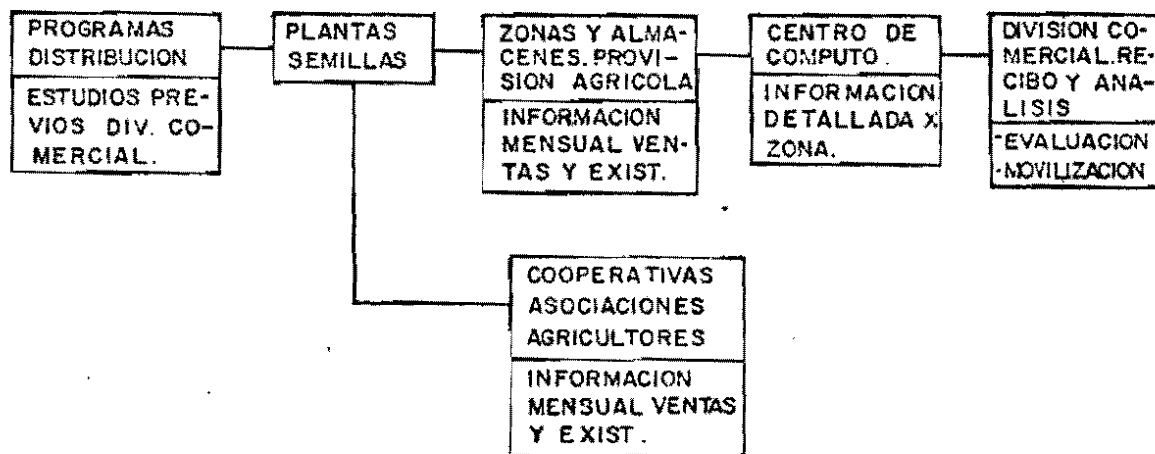 PROGRAMAS
DISTRIBUCION
ESTUDIOS PRE-
VIOS DIV. CO-
MERCIAL.
PLANTAS
SEMILLAS
ZONAS Y ALMA-
CENES. PROVI-
SION AGRICOLA
INFORMACION
MENSUAL VEN-
TAS Y EXIST.
CENTRO DE
COMPUTO.
INFORMACION
DETALLADA X
ZONA.
DIVISION CO-
MERCIAL. RE-
CIBO Y ANA-
LISIS
-EVALUACION
-MOVILIZACION
COOPERATIVAS
ASOCIACIONES
AGRICULTORES
INFORMACION
MENSUAL VENTAS
Y EXIST.